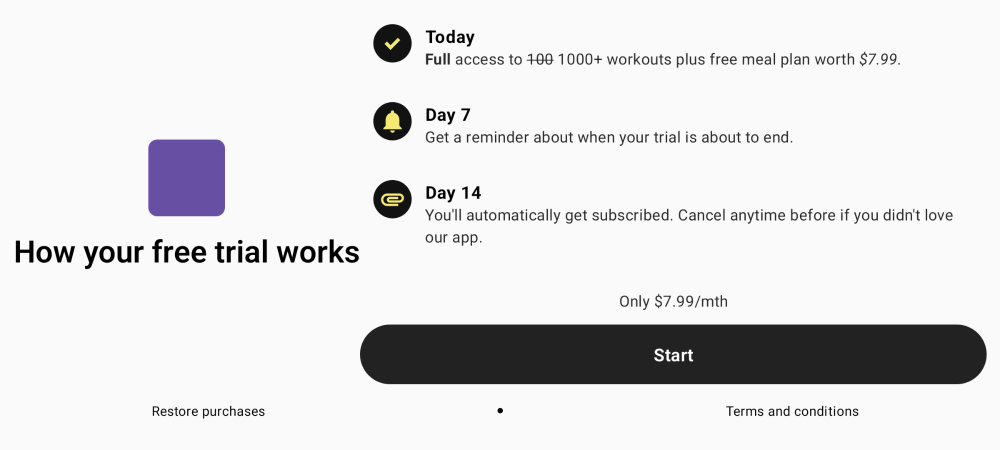 How your free trial works
Today
Full access to 100 1000+ workouts plus free meal plan worth $7.99.
Day 7
Get a reminder about when your trial is about to end.
Day 14
You'll automatically get subscribed. Cancel anytime before if you didn't love
our app.
Only $7.99/mth
Start
Restore purchases
Terms and conditions